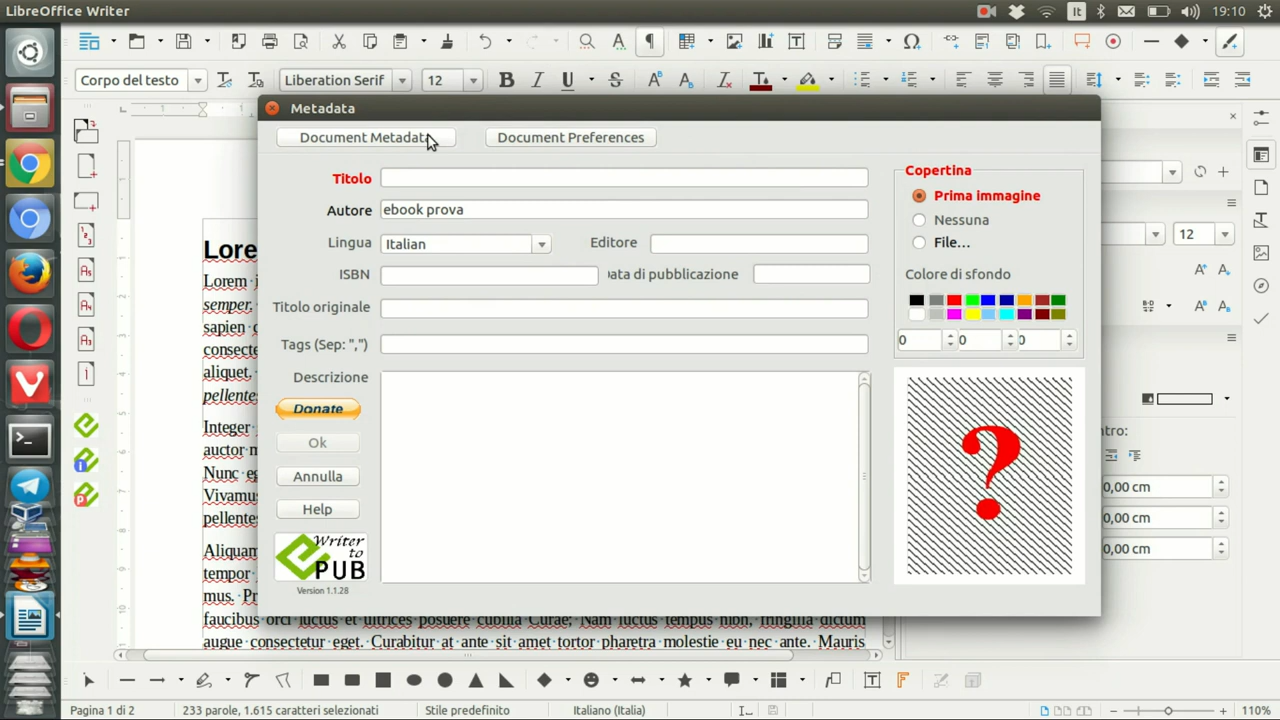 LibreOffice Writer
It
19:10
Corpo del testo
Liberation Serif
12
Metadata
Document Metadata
Document Preferences
Titolo
Autore
ebook prova
Lingua
Italian
Editore
ISBN
ata di pubblicazione
Titolo originale
Tags (Sep: ",")
Descrizione
Donate
Ok
Annulla
Help
Writer
to
PUB
Version 1.1.28
Copertina
Prima immagine
Nessuna
File...
Colore di sfondo
0
0
0
?
12
tro:
0,00 cm
0,00 cm
0,00 cm
Lore
Lorem i
semper,
sapien
consecte
aliquet.
pellente
Integer
auctor m
Nunc eg
Vivamu
pellente
Aliquam
tempor
mus. Pr
faucibus orci luctus et ultrices posuere cubilia Curae; Nam luctus tempus nibh, fringilla dictum
augue consectetur eget. Curabitur ante sit amet tortor pharetra molestie eu nec ante. Mauris
Pagina 1 di 2
233 parole, 1.615 caratteri selezionati
Stile predefinito
Italiano (Italia)
110%